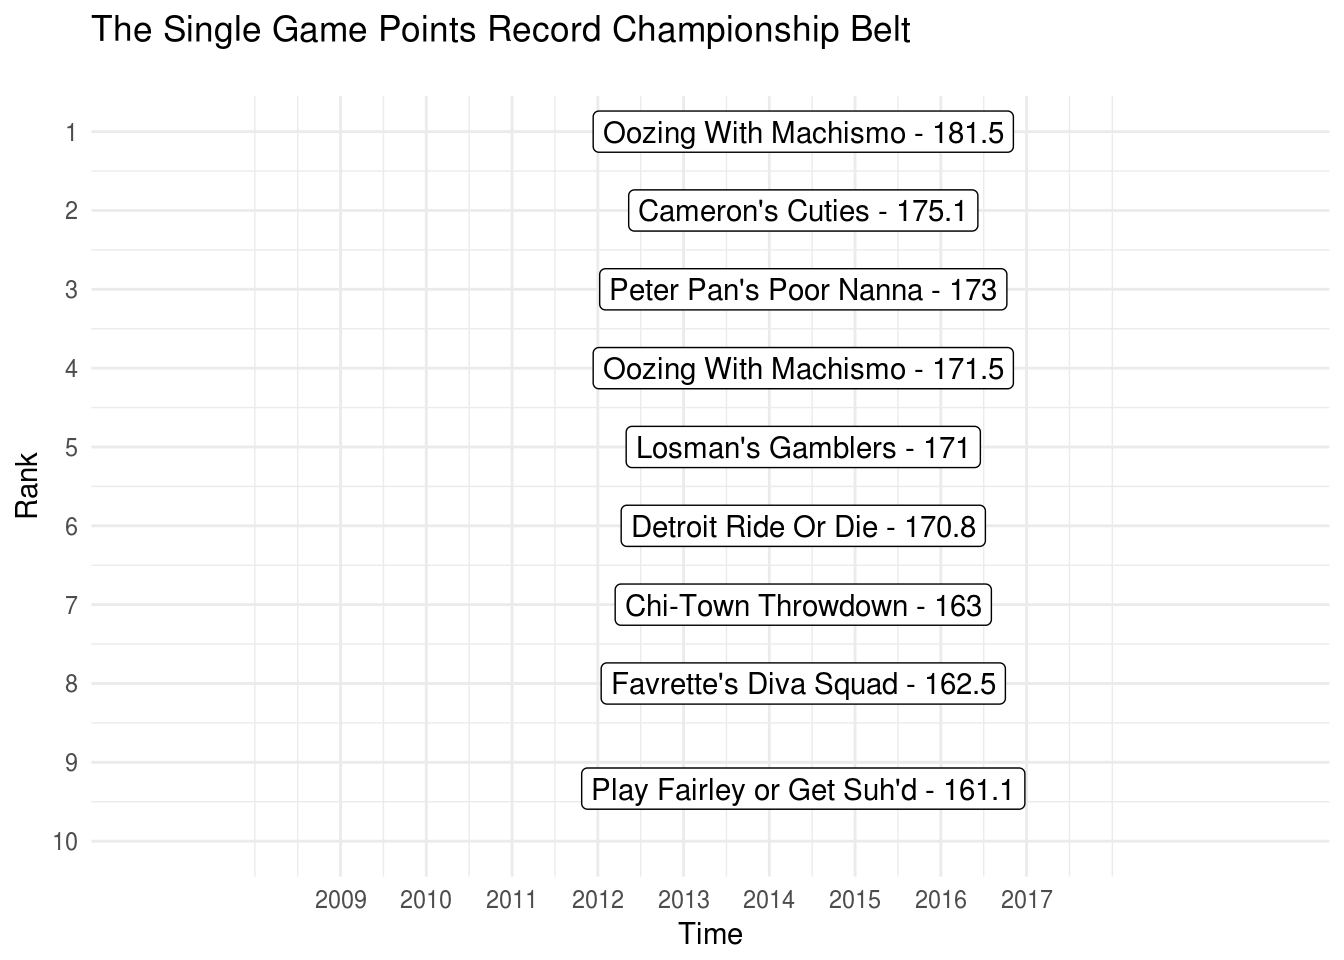 The Single Game Points Record Championship Belt
1
Oozing With Machismo - 181.5
2
Cameron's Cuties - 175.1
3
Peter Pan's Poor Nanna - 173
4
Oozing With Machismo - 171.5
5
Losman's Gamblers - 171
Rank
6
Detroit Ride Or Die - 170.8
7
Chi-Town Throwdown - 163
8
Favrette's Diva Squad - 162.5
9
Play Fairley or Get Suh'd - 161.1
10
2009 2010 2011 2012 2013 2014 2015 2016 2017
Time